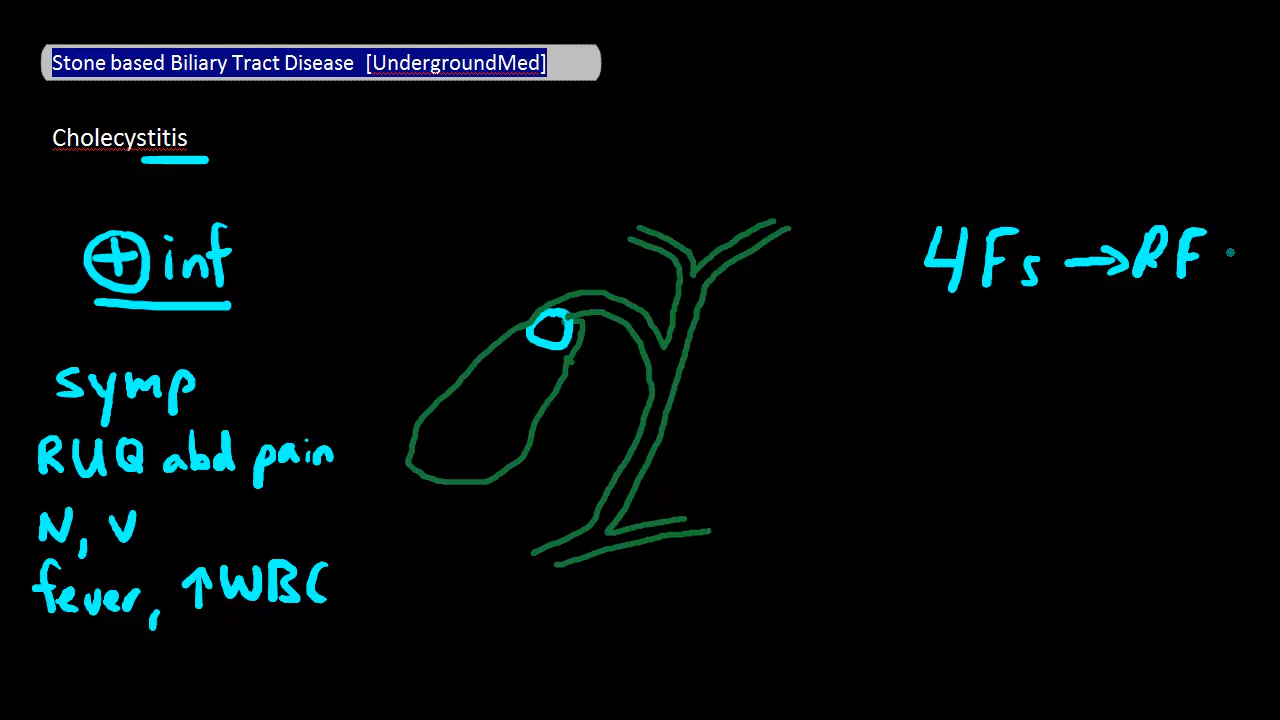 Stone based Biliary Tract Disease [UndergroundMed]
Cholecystitis
+ inf
4Fs → RF
symp
RUQ abd pain
N, V
fever, ↑WBC